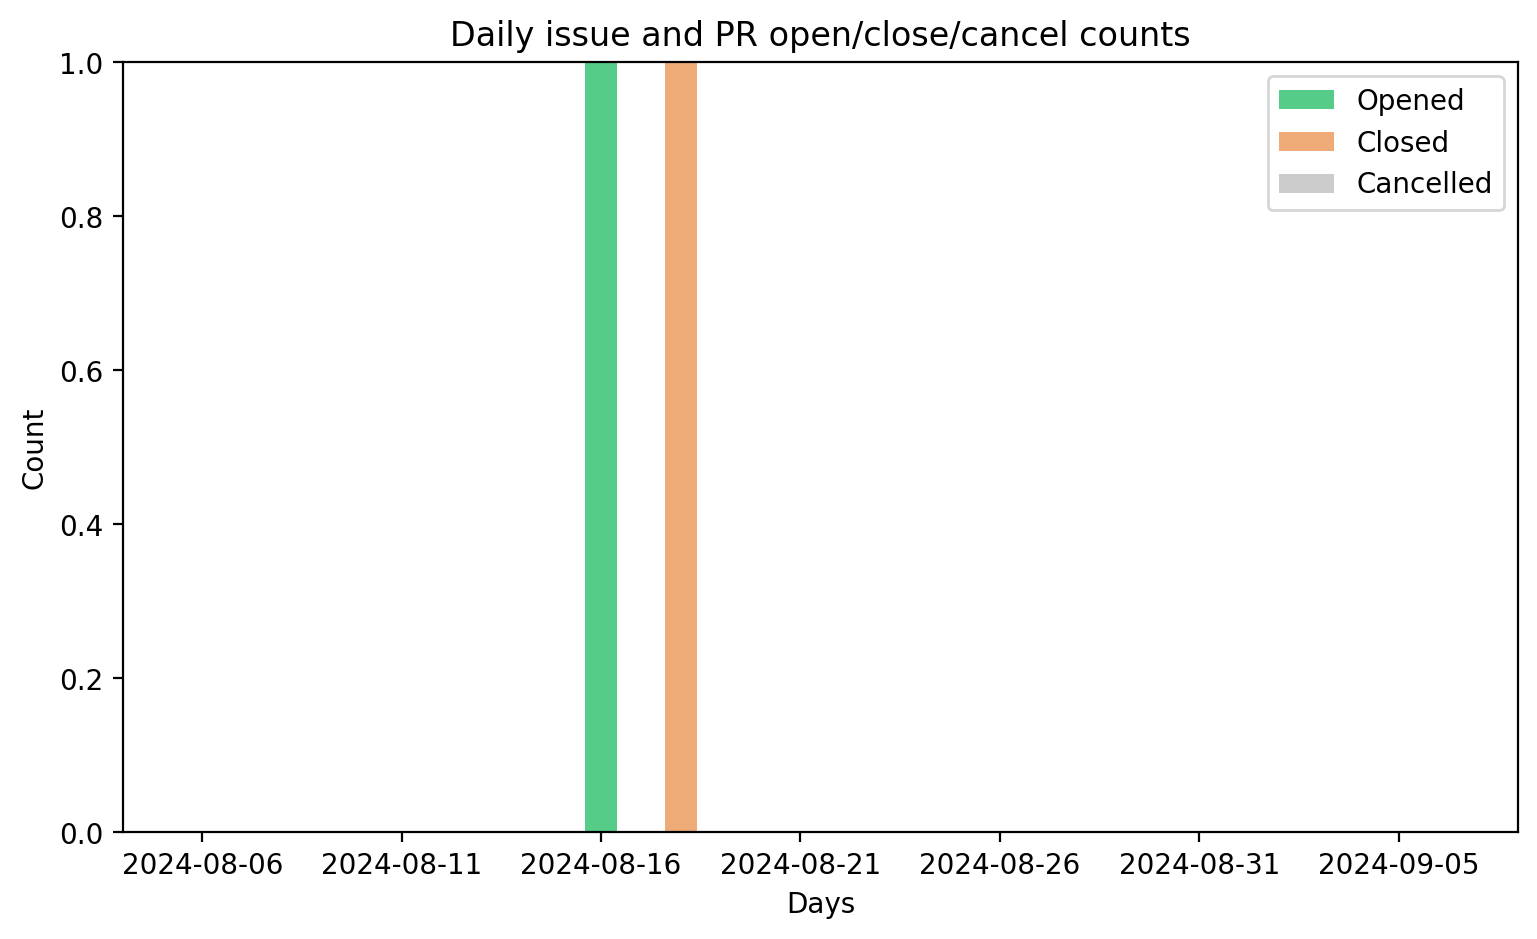 Daily issue and PR open/close/cancel counts
1.0
0.8
0.6
0.4
0.2
0.0
Count
Opened
Closed
Cancelled
2024-08-06 2024-08-11 2024-08-16 2024-08-21 2024-08-26 2024-08-31 2024-09-05
Days